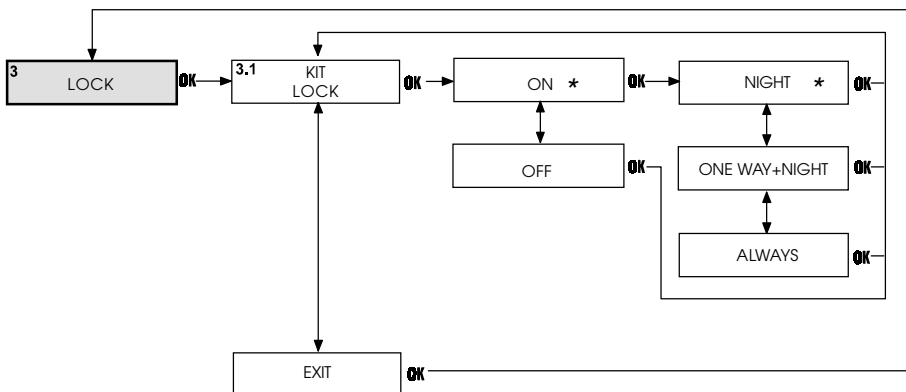 3
LOCK
OK
3.1
KIT
LOCK
OK
ON *
OK
NIGHT *
OK
OFF
OK
ONE WAY+NIGHT
OK
ALWAYS
OK
EXIT
OK